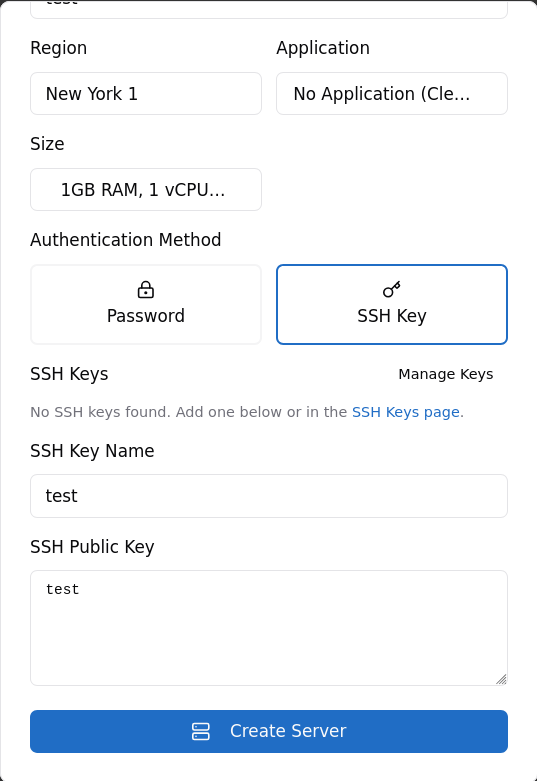 test
Region
Application
New York 1
No Application (Cle...
Size
1GB RAM, 1 vCPU...
Authentication Method
Password
SSH Key
SSH Keys
Manage Keys
No SSH keys found. Add one below or in the SSH Keys page.
SSH Key Name
test
SSH Public Key
test
Create Server